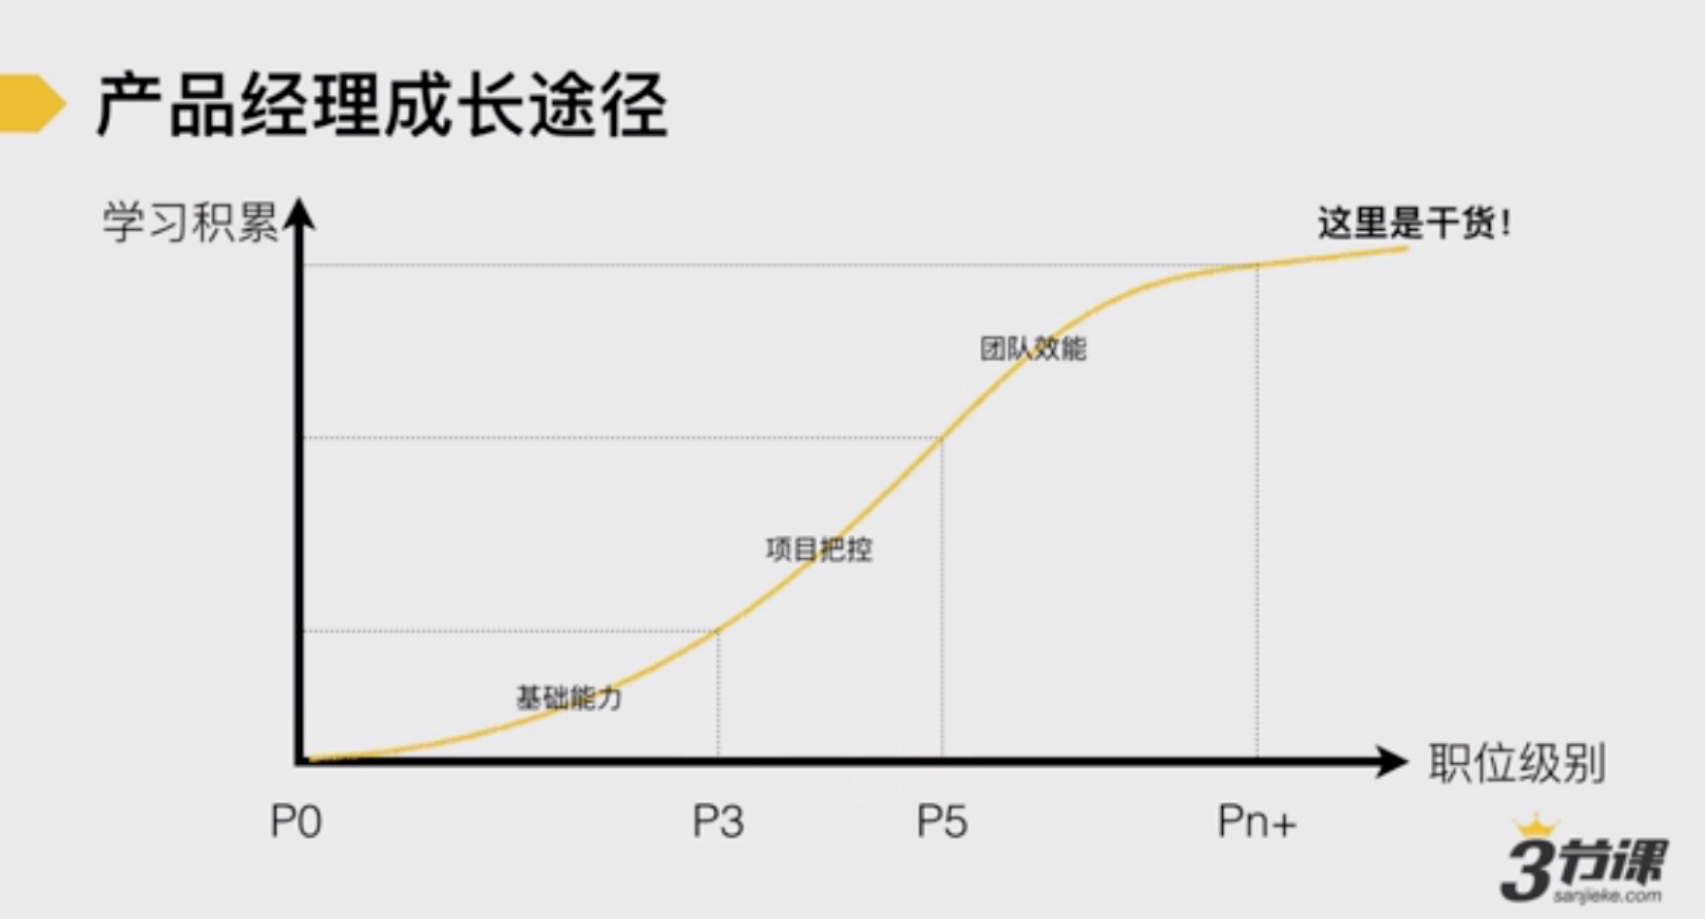 产品经理成长途径
学习积累
这里是干货！
团队效能
项目把控
基础能力
职位级别
P0
P3
P5
Pn+
3节课
sanjieke.com